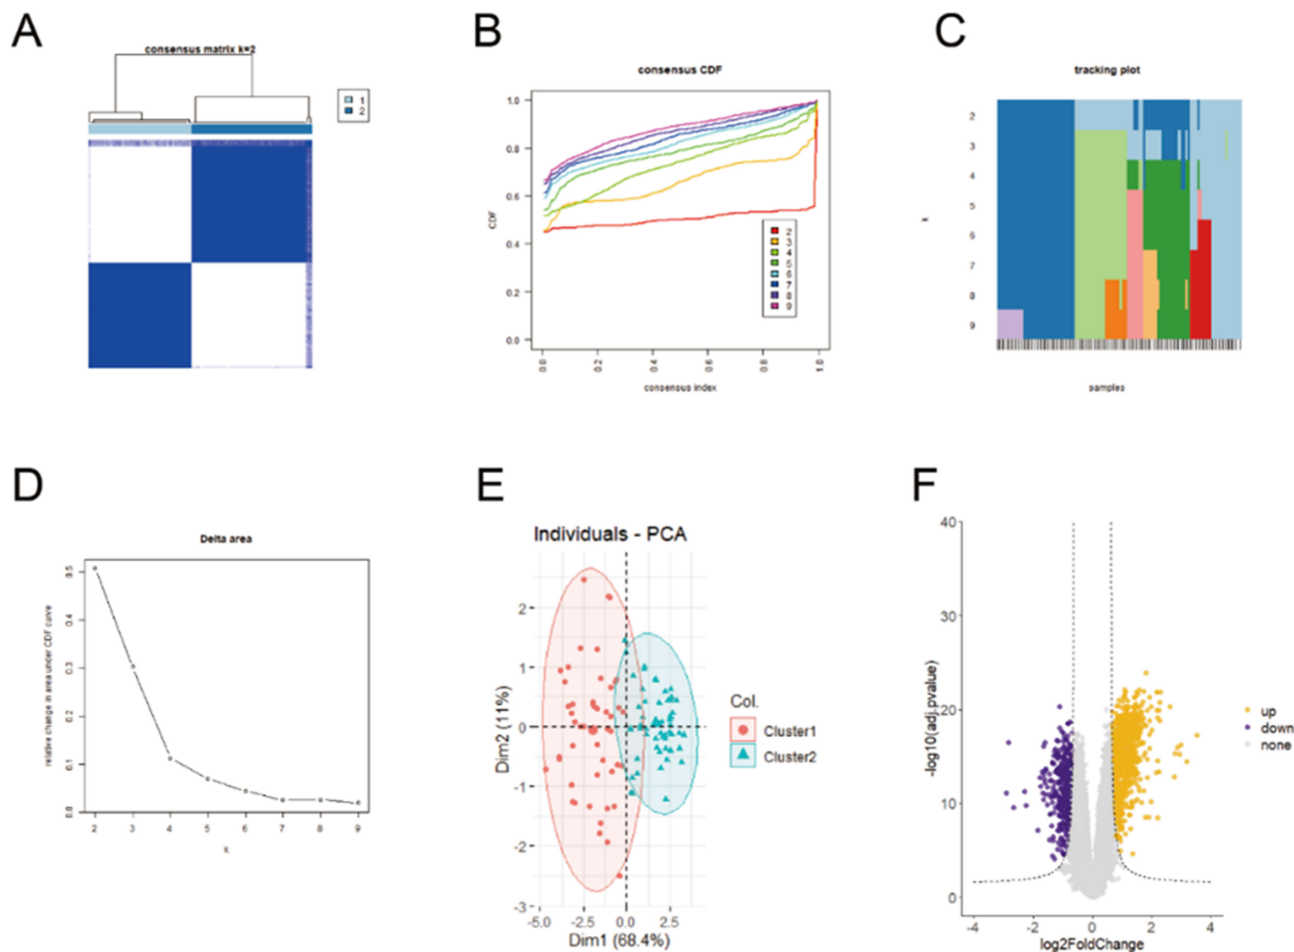 A
consensus matrix k=2
1
2
B
consensus CDF
1.0
0.8
0.6
0.4
0.2
0.0
CDF
2
3
4
5
6
7
8
9
0.0
0.2
0.4
0.6
0.8
1.0
consensus index
C
tracking plot
2
3
4
5
6
7
8
9
k
samples
D
Delta area
0.5
0.4
0.3
0.2
0.1
0.0
relative change in area under CDF curve
2
3
4
5
6
7
8
9
k
E
Individuals - PCA
2
1
0
-1
-2
-3
Dim2 (11%)
-5.0
-2.5
0.0
2.5
Dim1 (68.4%)
Col.
Cluster1
Cluster2
F
40
30
20
10
0
-log10(adj.pvalue)
-4
-2
0
2
4
log2FoldChange
up
down
none